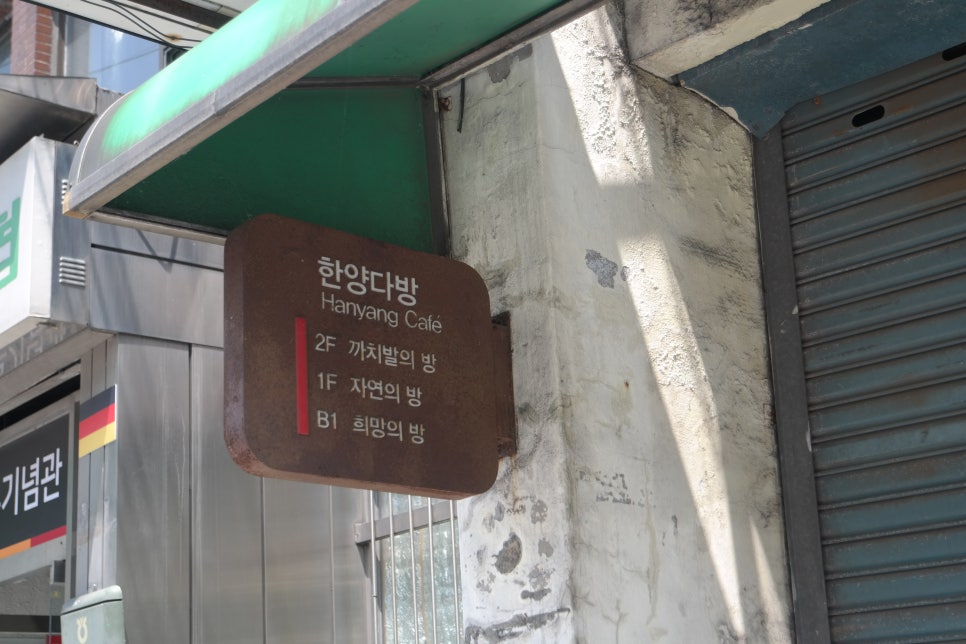 한양다방
Hanyang Café
2F 까치발의 방
1F 자연의 방
B1 희망의 방
기념관